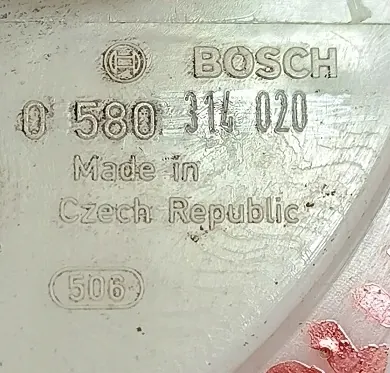 BOSCH
0 580 314 020
Made in
Czech Republic
506